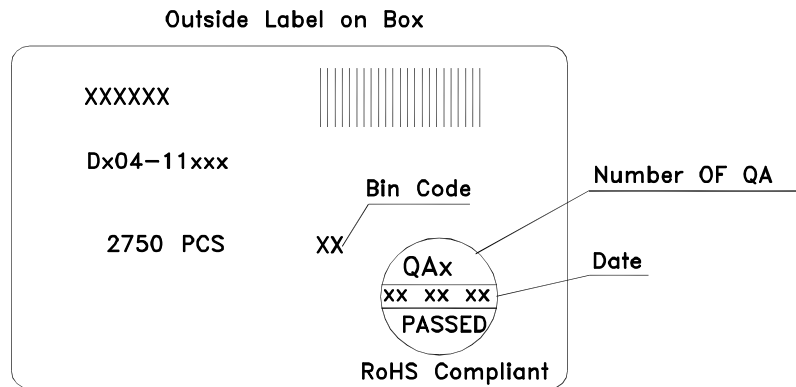 Outside Label on Box
XXXXXX
Dx04-11xxx
Bin Code
Number OF QA
2750 PCS
XX
QAx
Date
xx xx xx
PASSED
RoHS Compliant